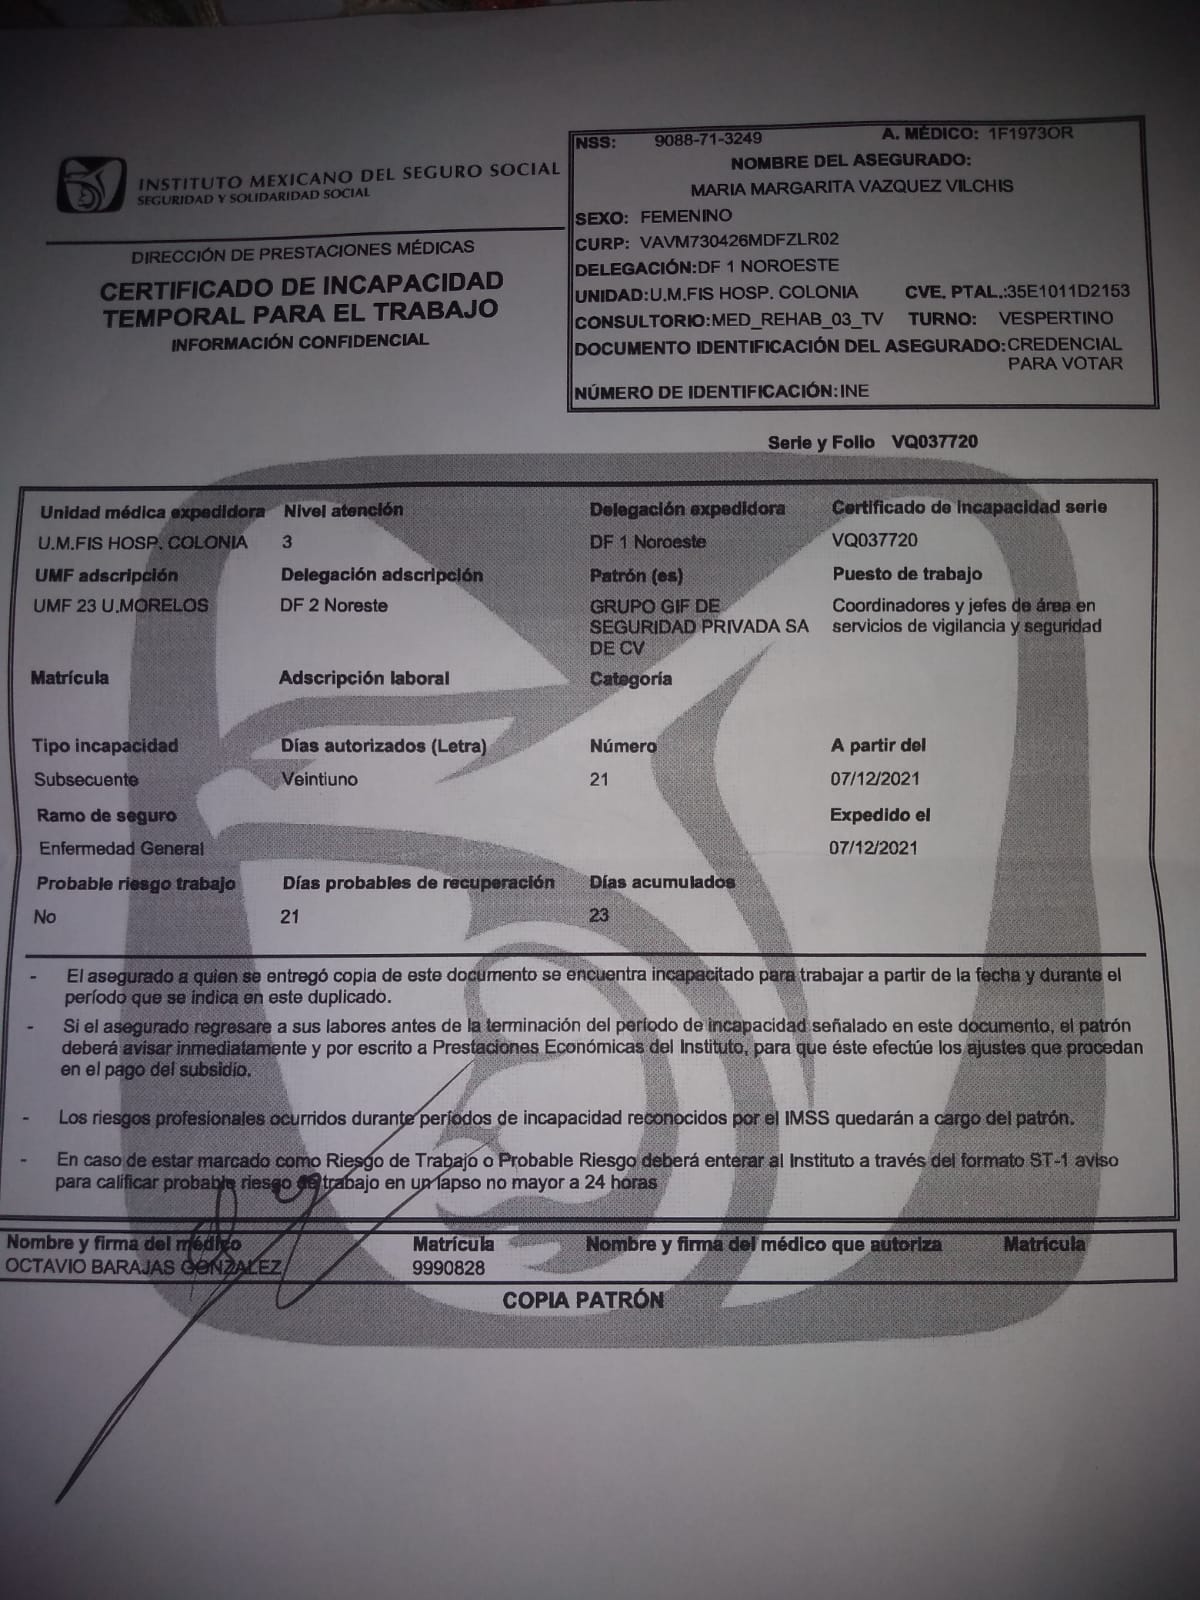 INSTITUTO MEXICANO DEL SEGURO SOCIAL
SEGURIDAD Y SOLIDARIDAD SOCIAL
DIRECCIÓN DE PRESTACIONES MÉDICAS
CERTIFICADO DE INCAPACIDAD
TEMPORAL PARA EL TRABAJO
INFORMACIÓN CONFIDENCIAL
NSS: 9088-71-3249 A. MÉDICO: 1F1973OR
NOMBRE DEL ASEGURADO:
MARIA MARGARITA VAZQUEZ VILCHIS
SEXO: FEMENINO
CURP: VAVM730426MDFZLR02
DELEGACIÓN:DF 1 NOROESTE
UNIDAD:U.M.FIS HOSP. COLONIA CVE. PTAL.:35E1011D2153
CONSULTORIO:MED_REHAB_03_TV TURNO: VESPERTINO
DOCUMENTO IDENTIFICACIÓN DEL ASEGURADO:CREDENCIAL
PARA VOTAR
NÚMERO DE IDENTIFICACIÓN:INE
Serie y Folio VQ037720
Unidad médica expedidora Nivel atención Delegación expedidora Certificado de incapacidad serie
U.M.FIS HOSP. COLONIA 3 DF 1 Noroeste VQ037720
UMF adscripción Delegación adscripción Patrón (es) Puesto de trabajo
UMF 23 U.MORELOS DF 2 Noreste GRUPO GIF DE Coordinadores y jefes de área en
SEGURIDAD PRIVADA SA servicios de vigilancia y seguridad
DE CV
Matrícula Adscripción laboral Categoría
Tipo incapacidad Días autorizados (Letra) Número A partir del
Subsecuente Veintiuno 21 07/12/2021
Ramo de seguro Expedido el
Enfermedad General 07/12/2021
Probable riesgo trabajo Días probables de recuperación Días acumulados
No 21 23
- El asegurado a quien se entregó copia de este documento se encuentra incapacitado para trabajar a partir de la fecha y durante el
período que se indica en este duplicado.
- Si el asegurado regresare a sus labores antes de la terminación del período de incapacidad señalado en este documento, el patrón
deberá avisar inmediatamente y por escrito a Prestaciones Económicas del Instituto, para que éste efectúe los ajustes que procedan
en el pago del subsidio.
- Los riesgos profesionales ocurridos durante períodos de incapacidad reconocidos por el IMSS quedarán a cargo del patrón.
- En caso de estar marcado como Riesgo de Trabajo o Probable Riesgo deberá enterar al Instituto a través del formato ST-1 aviso
para calificar probable riesgo de trabajo en un lapso no mayor a 24 horas
Nombre y firma del médico Matrícula Nombre y firma del médico que autoriza Matrícula
OCTAVIO BARAJAS GONZALEZ 9990828
COPIA PATRÓN